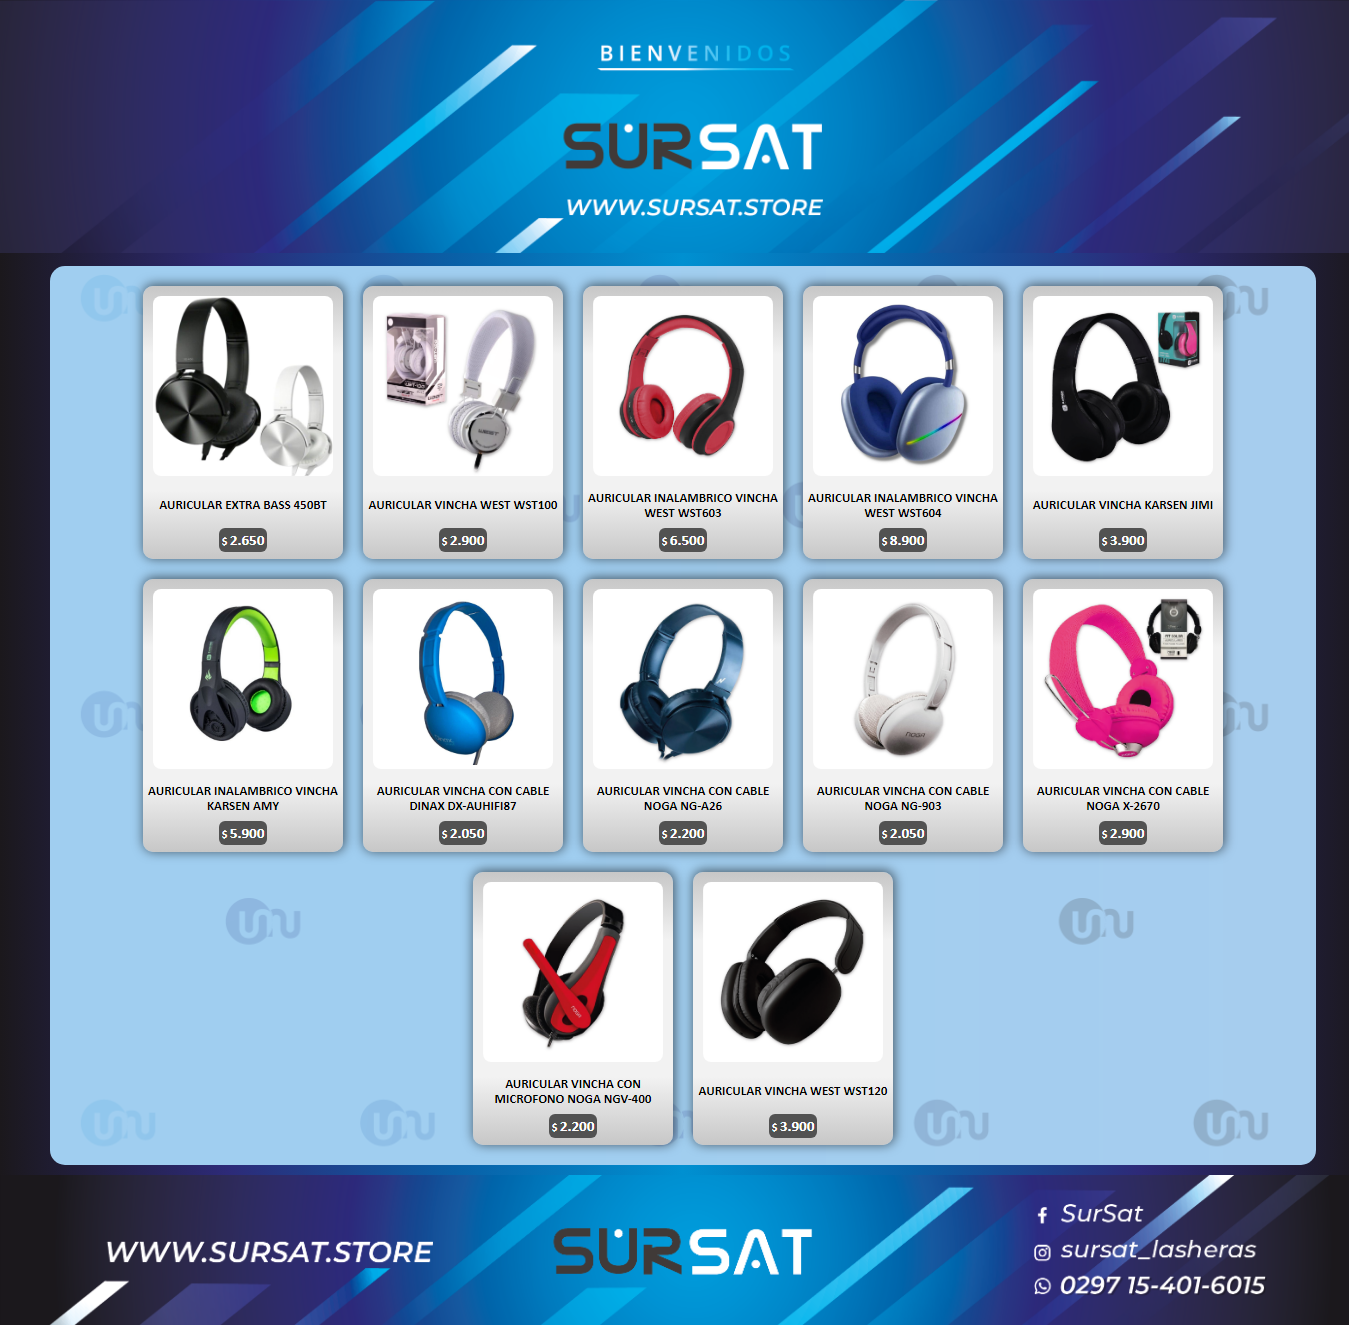 BIENVENIDOS
SURSAT
WWW.SURSAT.STORE
AURICULAR EXTRA BASS 450BT
$ 2.650
AURICULAR VINCHA WEST WST100
$ 2.900
AURICULAR INALAMBRICO VINCHA
WEST WST603
$ 6.500
AURICULAR INALAMBRICO VINCHA
WEST WST604
$ 8.900
AURICULAR VINCHA KARSEN JIMI
$ 3.900
AURICULAR INALAMBRICO VINCHA
KARSEN AMY
$ 5.900
AURICULAR VINCHA CON CABLE
DINAX DX-AUHIFI87
$ 2.050
AURICULAR VINCHA CON CABLE
NOGA NG-A26
$ 2.200
noga
AURICULAR VINCHA CON CABLE
NOGA NG-903
$ 2.050
AURICULAR VINCHA CON CABLE
NOGA X-2670
$ 2.900
AURICULAR VINCHA CON
MICROFONO NOGA NGV-400
$ 2.200
AURICULAR VINCHA WEST WST120
$ 3.900
WWW.SURSAT.STORE
SURSAT
SurSat
sursat_lasheras
0297 15-401-6015